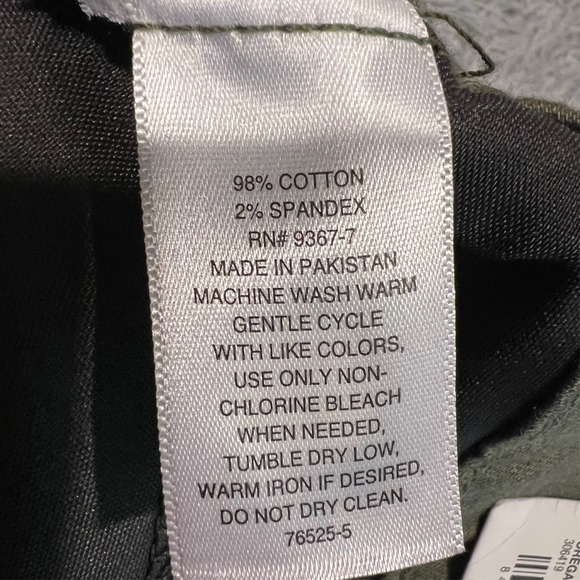 98% COTTON
2% SPANDEX
RN# 9367-7
MADE IN PAKISTAN
MACHINE WASH WARM
GENTLE CYCLE
WITH LIKE COLORS,
USE ONLY NON-
CHLORINE BLEACH
WHEN NEEDED,
TUMBLE DRY LOW,
WARM IRON IF DESIRED,
DO NOT DRY CLEAN.
76525-5
306419